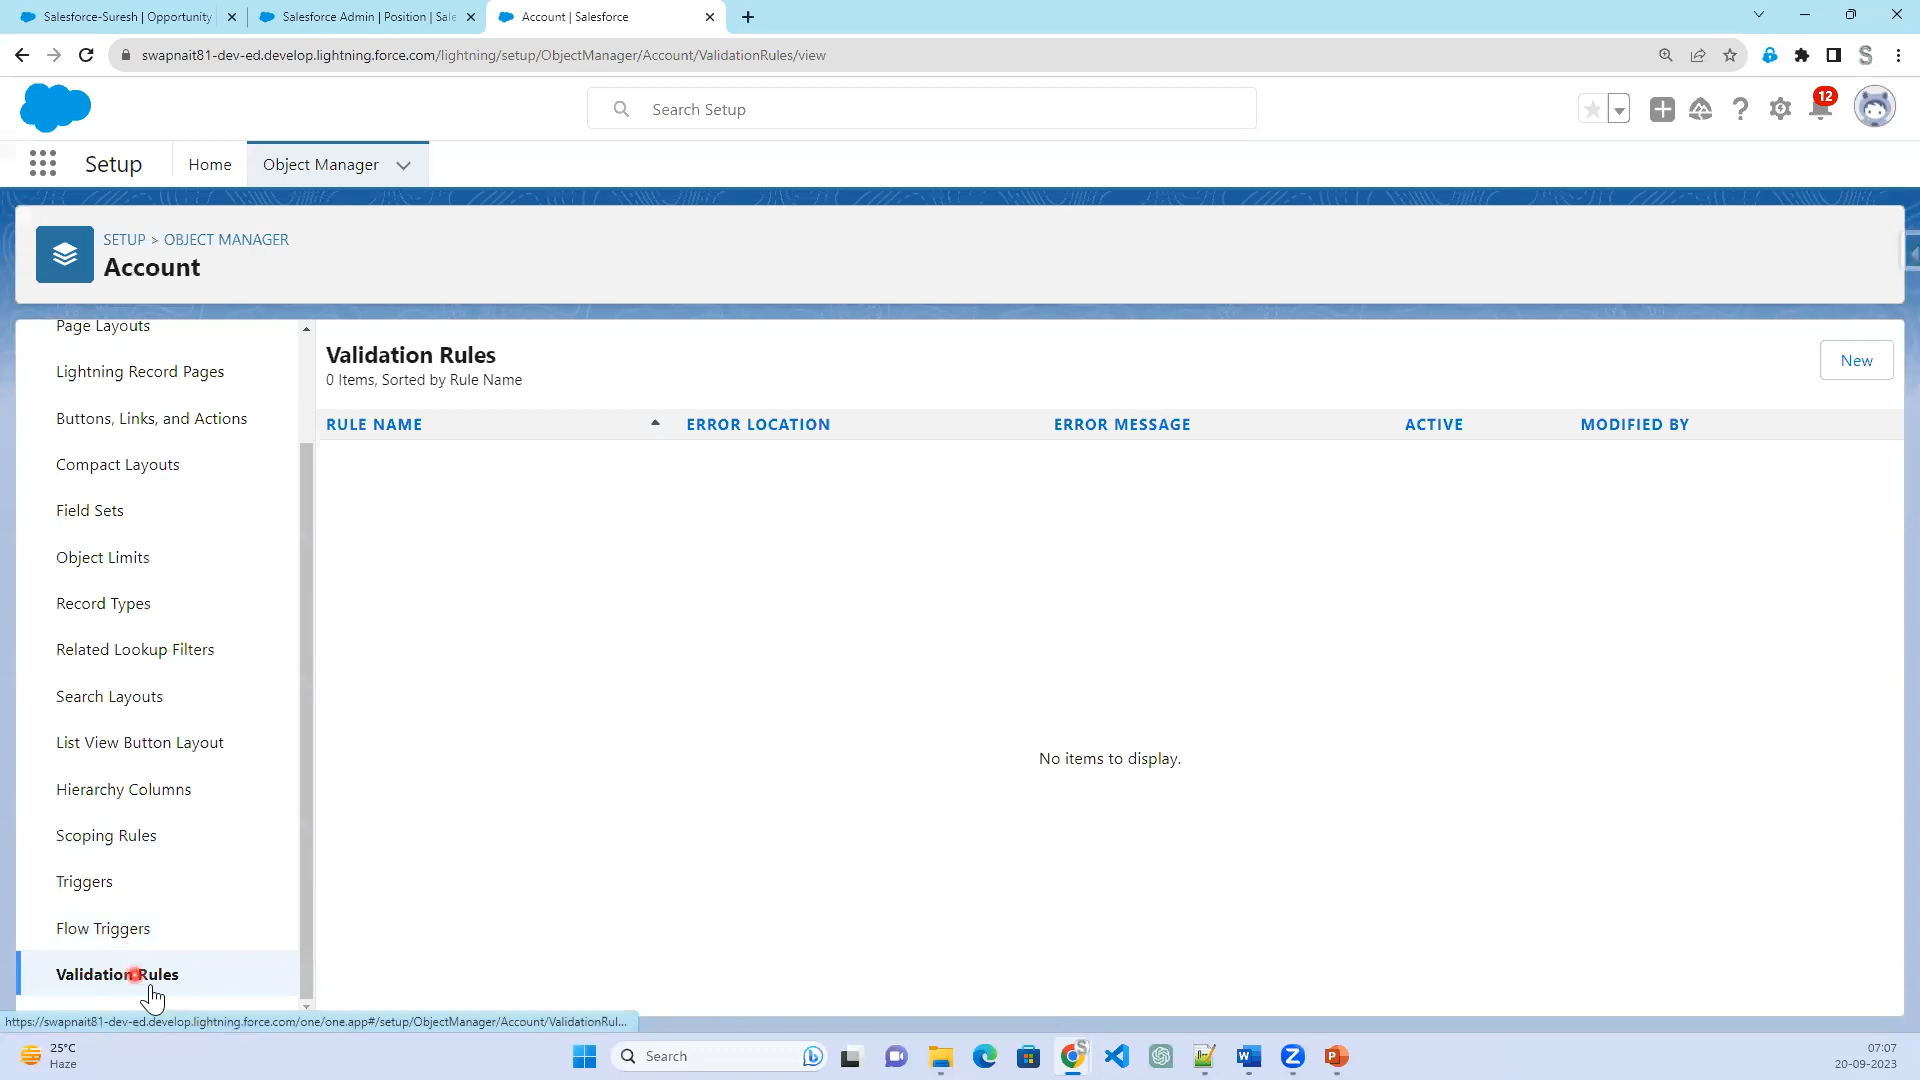 Salesforce-Suresh | Opportunity
Salesforce Admin | Position | Sale
Account | Salesforce
swapnait81-dev-ed.develop.lightning.force.com/lightning/setup/ObjectManager/Account/ValidationRules/view
Search Setup
12
Setup
Home
Object Manager
SETUP > OBJECT MANAGER
Account
Page Layouts
Lightning Record Pages
Buttons, Links, and Actions
Compact Layouts
Field Sets
Object Limits
Record Types
Related Lookup Filters
Search Layouts
List View Button Layout
Hierarchy Columns
Scoping Rules
Triggers
Flow Triggers
Validation Rules
Validation Rules
0 Items, Sorted by Rule Name
New
RULE NAME ERROR LOCATION ERROR MESSAGE ACTIVE MODIFIED BY
No items to display.
https://swapnait81-dev-ed.develop.lightning.force.com/one/one.app#/setup/ObjectManager/Account/ValidationRul...
25°C
Haze
Search
07:07
20-09-2023